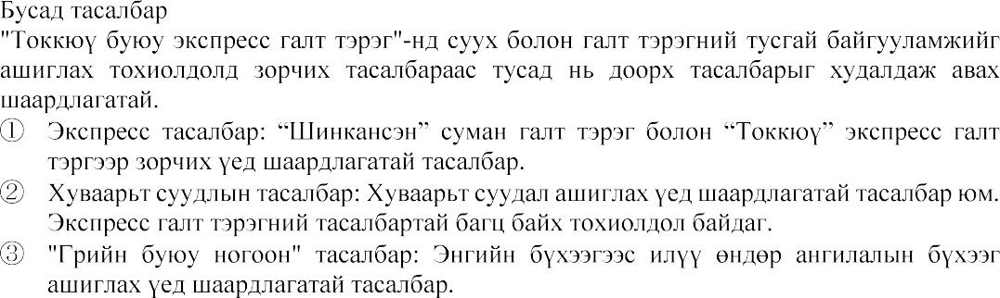 Бусад тасалбар
"Токкюү буюу экспресс галт тэрэг"-нд суух болон галт тэрэгний тусгай байгууламжийг
ашиглах тохиолдолд зорчих тасалбараас тусад нь доорх тасалбарыг худалдаж авах
шаардлагатай.
① Экспресс тасалбар: “Шинкансэн” суман галт тэрэг болон “Токкюү” экспресс галт
тэргээр зорчих үед шаардлагатай тасалбар.
② Хуваарьт суудлын тасалбар: Хуваарьт суудал ашиглах үед шаардлагатай тасалбар юм.
Экспресс галт тэрэгний тасалбартай багц байх тохиолдол байдаг.
③ "Грийн буюу ногоон" тасалбар: Энгийн бүхээгээс илүү өндөр ангилалын бүхээг
ашиглах үед шаардлагатай тасалбар.